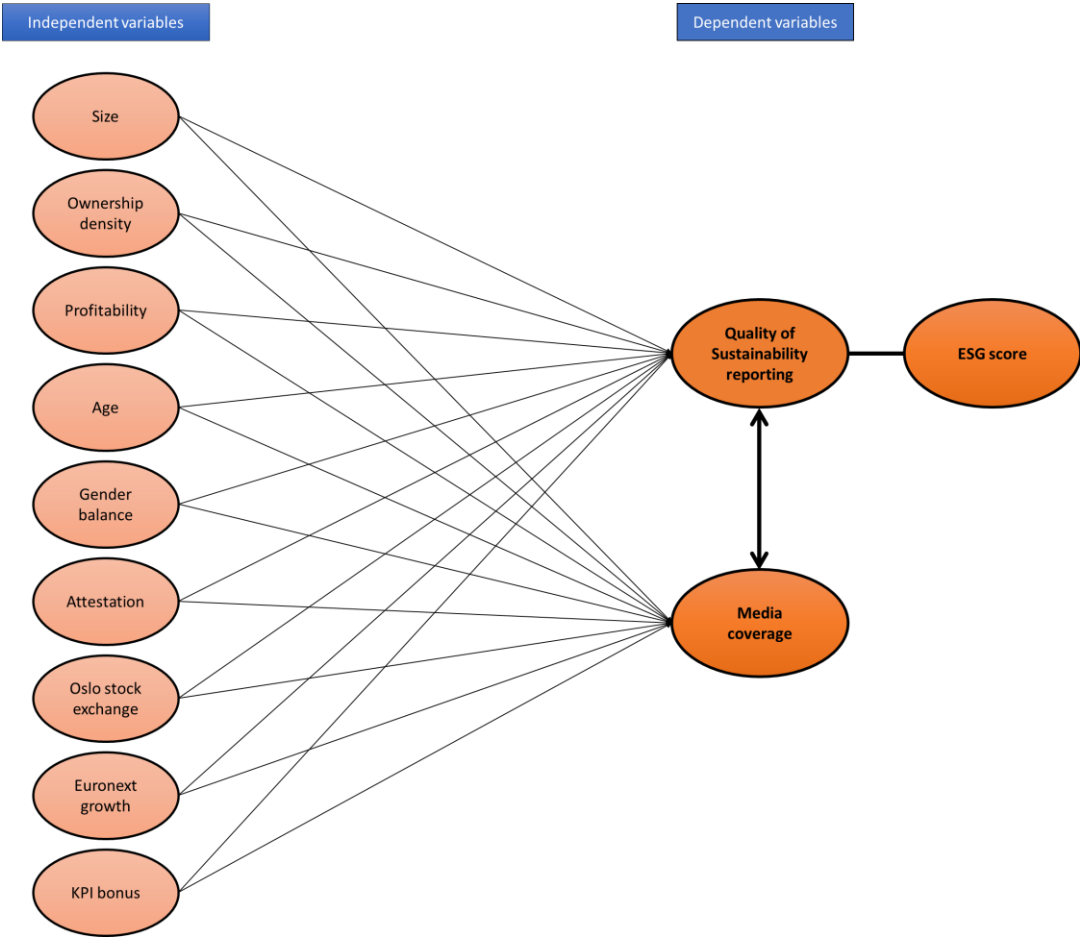 Independent variables
Dependent variables
Size
Ownership
density
Profitability
Age
Gender
balance
Attestation
Oslo stock
exchange
Euronext
growth
KPI bonus
Quality of
Sustainability
reporting
ESG score
Media
coverage